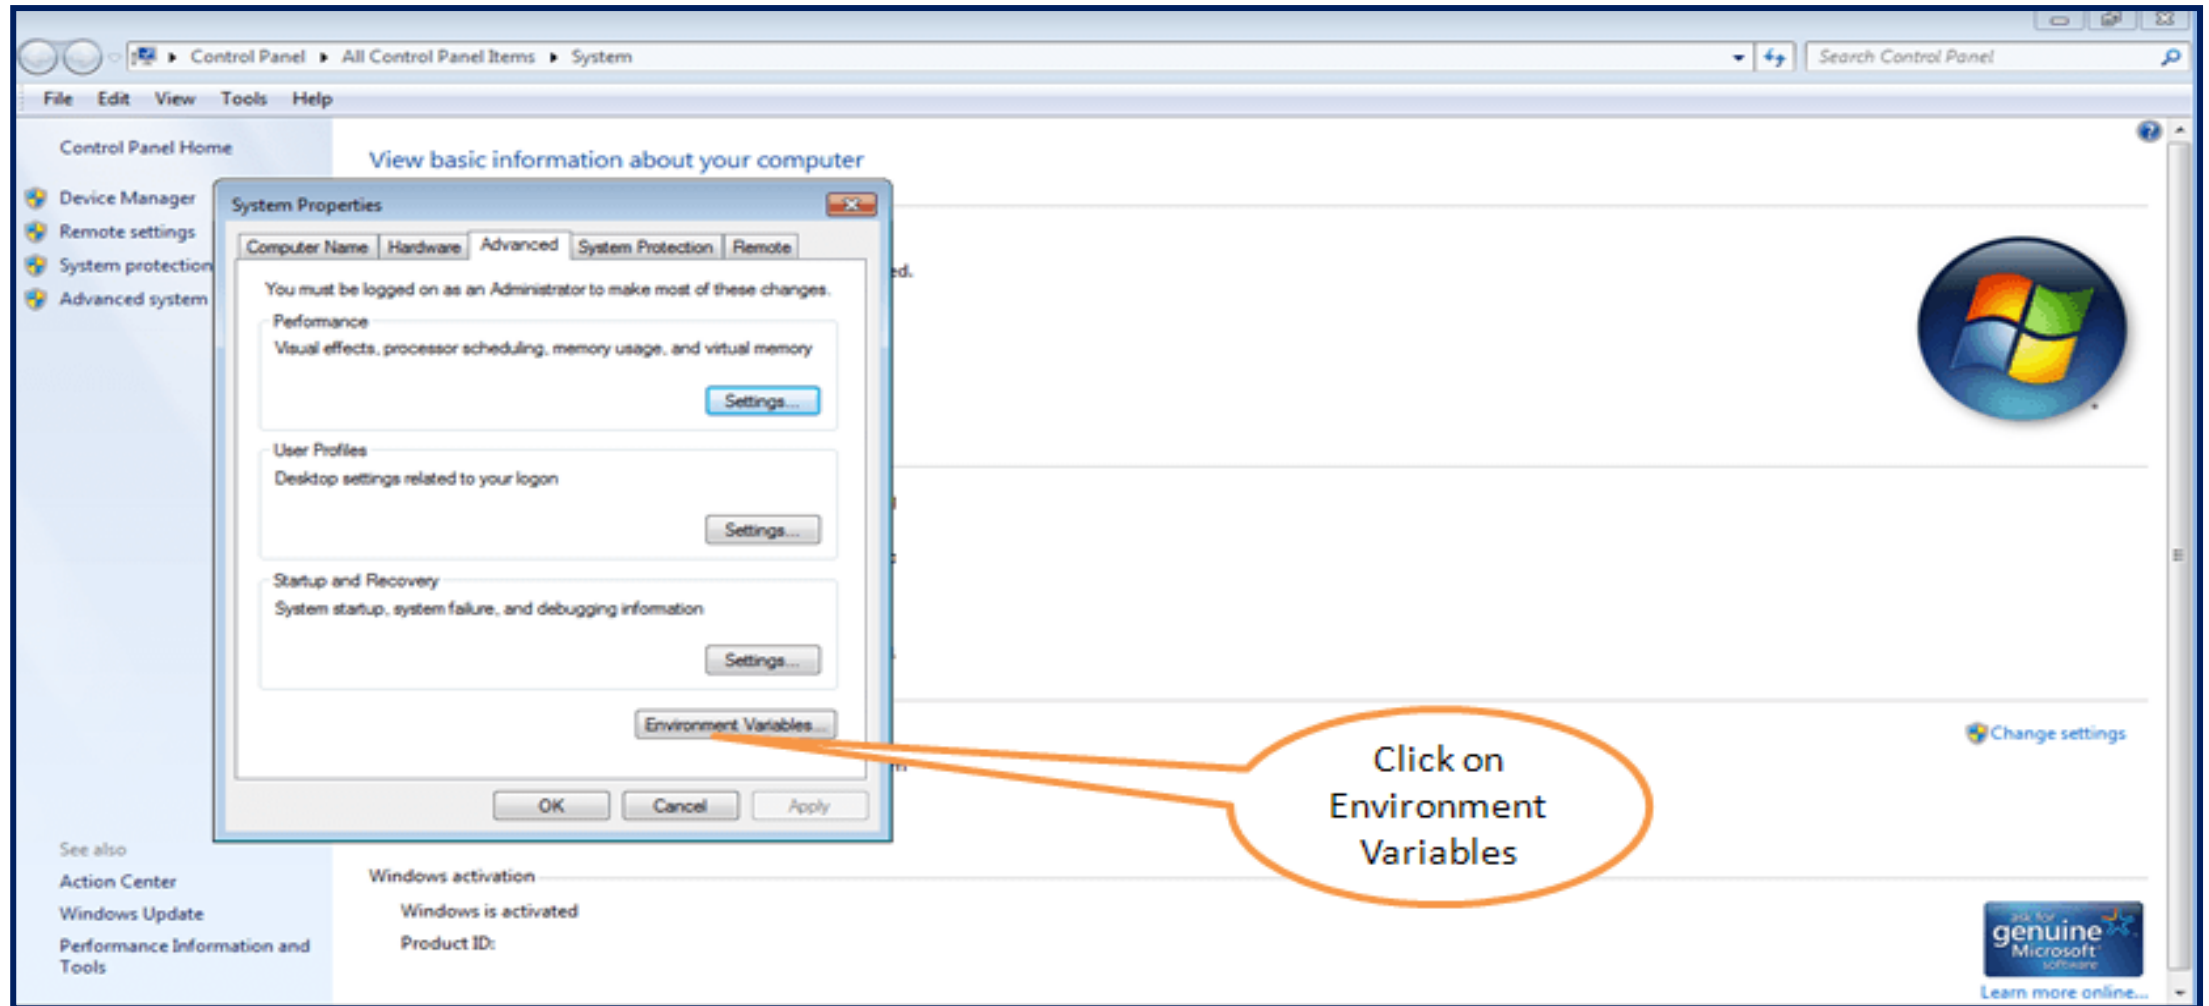 Control Panel ▸ All Control Panel Items ▸ System
Search Control Panel
File Edit View Tools Help
Control Panel Home
Device Manager
Remote settings
System protection
Advanced system
See also
Action Center
Windows Update
Performance Information and
Tools
View basic information about your computer
ed.
System Properties
Computer Name Hardware Advanced System Protection Remote
You must be logged on as an Administrator to make most of these changes.
Performance
Visual effects, processor scheduling, memory usage, and virtual memory
Settings...
User Profiles
Desktop settings related to your logon
Settings...
Startup and Recovery
System startup, system failure, and debugging information
Settings...
Environment Variables...
OK Cancel Apply
Click on
Environment
Variables
Change settings
Windows activation
Windows is activated
Product ID:
ask for
genuine
Microsoft
software
Learn more online...